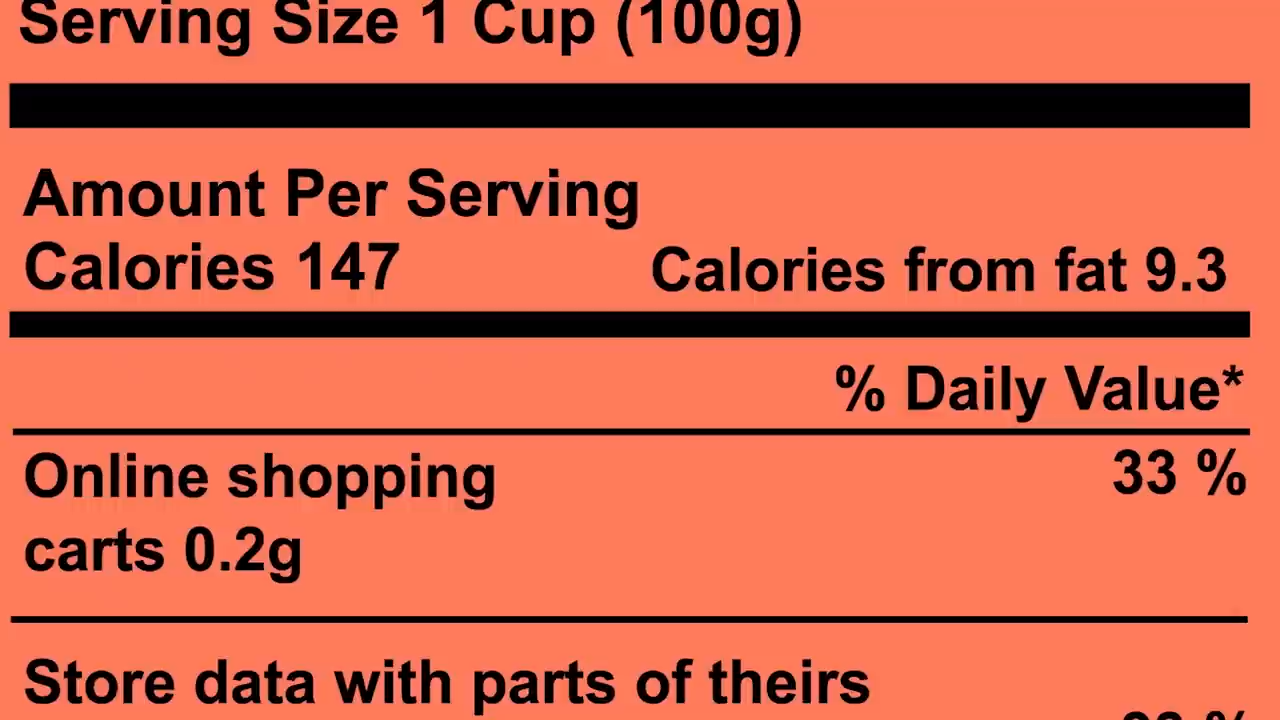 Serving Size 1 Cup (100g)
Amount Per Serving
Calories 147 Calories from fat 9.3
% Daily Value*
Online shopping 33 %
carts 0.2g
Store data with parts of theirs
%